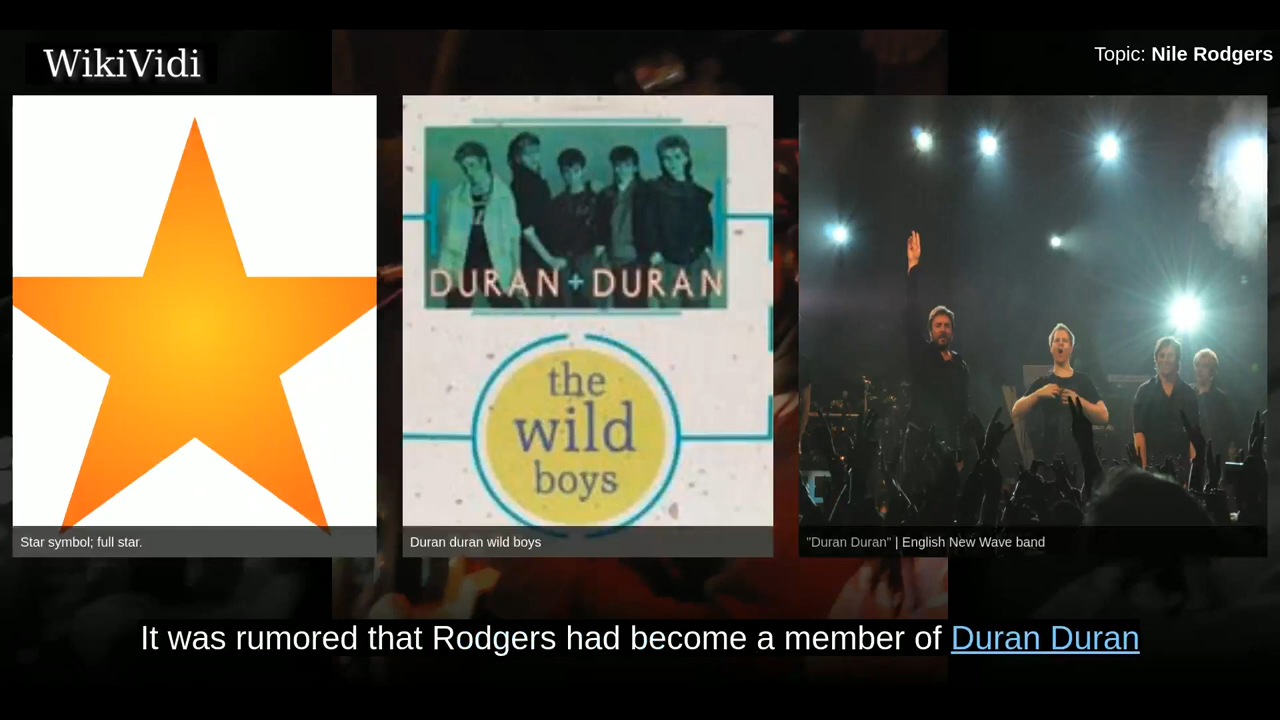 WikiVidi
Topic: Nile Rodgers
DURAN + DURAN
the
wild
boys
Star symbol; full star.
Duran duran wild boys
"Duran Duran" | English New Wave band
It was rumored that Rodgers had become a member of Duran Duran